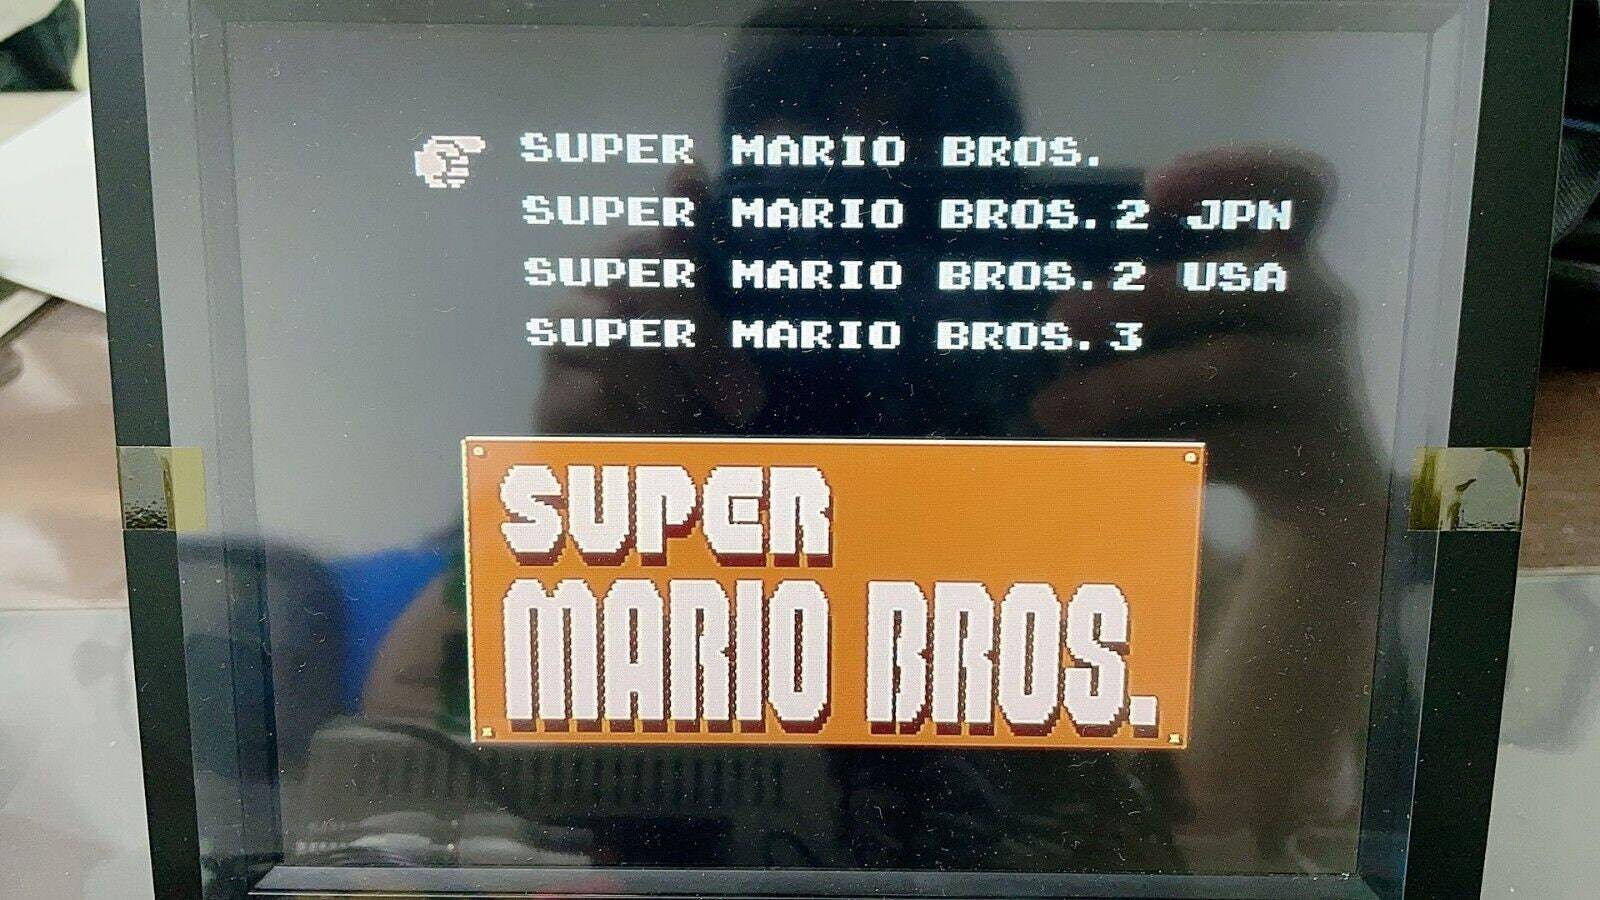 SUPER MARIO BROS.
SUPER MARIO BROS.2 JPN
SUPER MARIO BROS.2 USA
SUPER MARIO BROS.3
SUPER
MARIO BROS.